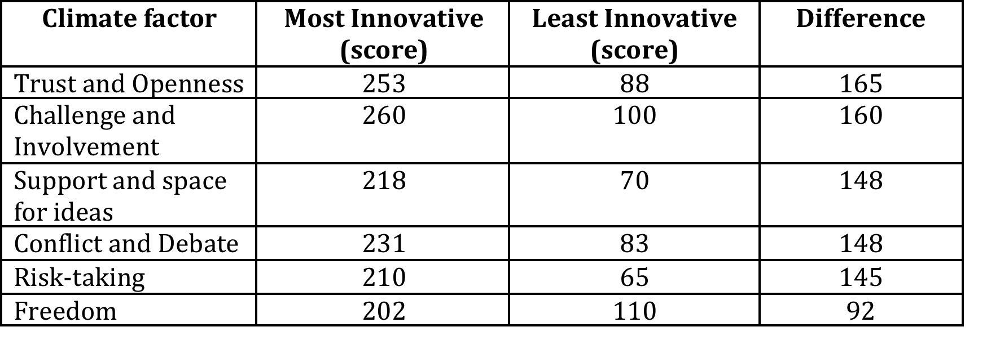 Climate factor Most Innovative Least Innovative Difference
(score) (score)
Trust and Openness 253 88 165
Challenge and 260 100 160
Involvement
Support and space 218 70 148
for ideas
Conflict and Debate 231 83 148
Risk-taking 210 65 145
Freedom 202 110 92